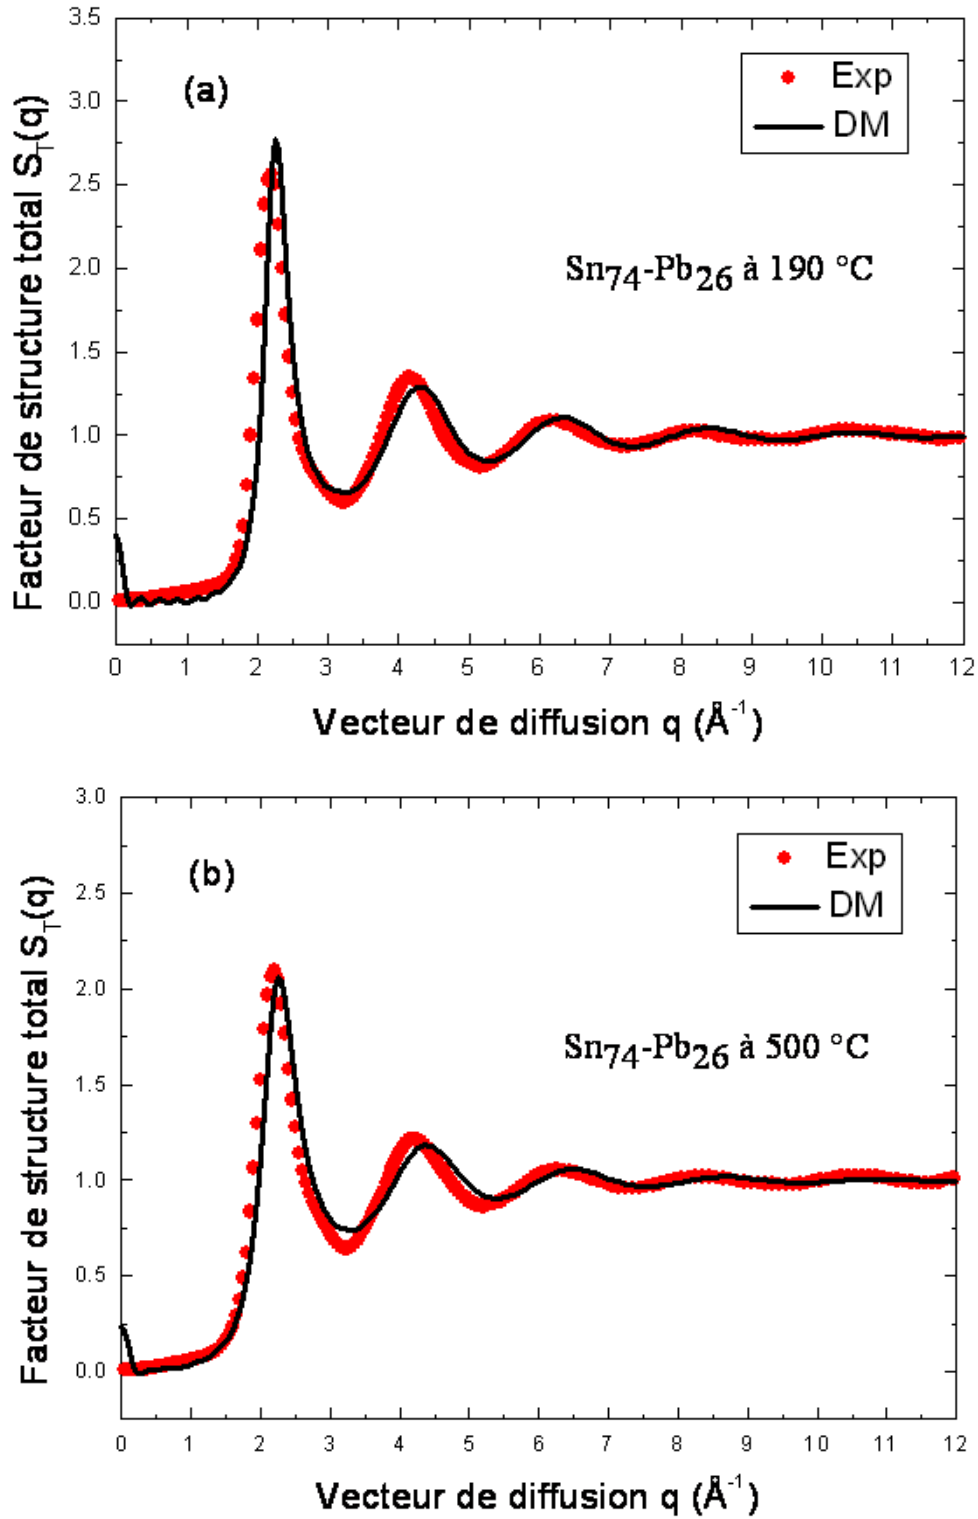 3.5
3.0
2.5
2.0
1.5
1.0
0.5
0.0
Facteur de structure total S_T(q)
(a)
Exp
DM
Sn74-Pb26 à 190 °C
0 1 2 3 4 5 6 7 8 9 10 11 12
Vecteur de diffusion q (Å⁻¹)
3.0
2.5
2.0
1.5
1.0
0.5
0.0
Facteur de structure total S_T(q)
(b)
Exp
DM
Sn74-Pb26 à 500 °C
0 1 2 3 4 5 6 7 8 9 10 11 12
Vecteur de diffusion q (Å⁻¹)